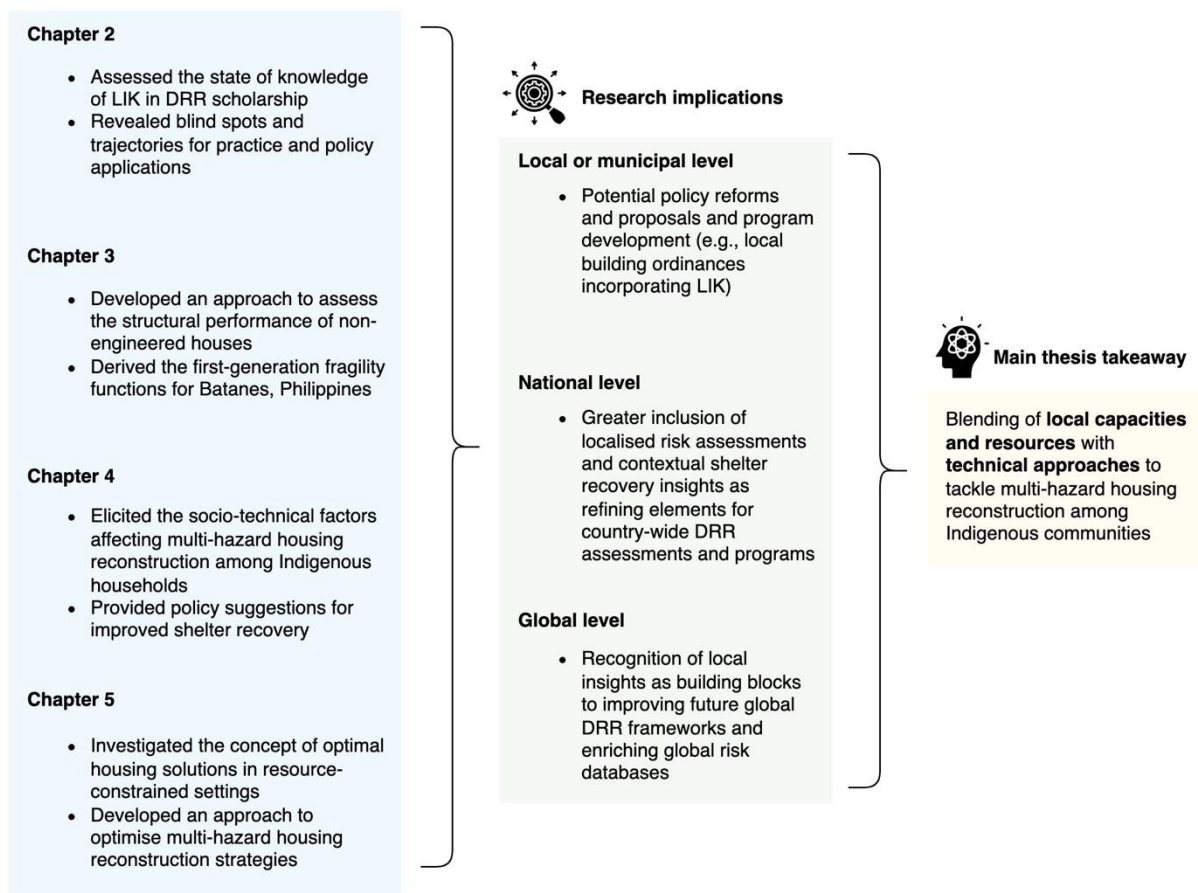 Chapter 2
• Assessed the state of knowledge
of LIK in DRR scholarship
• Revealed blind spots and
trajectories for practice and policy
applications
Chapter 3
• Developed an approach to assess
the structural performance of non-
engineered houses
• Derived the first-generation fragility
functions for Batanes, Philippines
Chapter 4
• Elicited the socio-technical factors
affecting multi-hazard housing
reconstruction among Indigenous
households
• Provided policy suggestions for
improved shelter recovery
Chapter 5
• Investigated the concept of optimal
housing solutions in resource-
constrained settings
• Developed an approach to
optimise multi-hazard housing
reconstruction strategies
Research implications
Local or municipal level
• Potential policy reforms
and proposals and program
development (e.g., local
building ordinances
incorporating LIK)
National level
• Greater inclusion of
localised risk assessments
and contextual shelter
recovery insights as
refining elements for
country-wide DRR
assessments and programs
Global level
• Recognition of local
insights as building blocks
to improving future global
DRR frameworks and
enriching global risk
databases
Main thesis takeaway
Blending of local capacities
and resources with
technical approaches to
tackle multi-hazard housing
reconstruction among
Indigenous communities